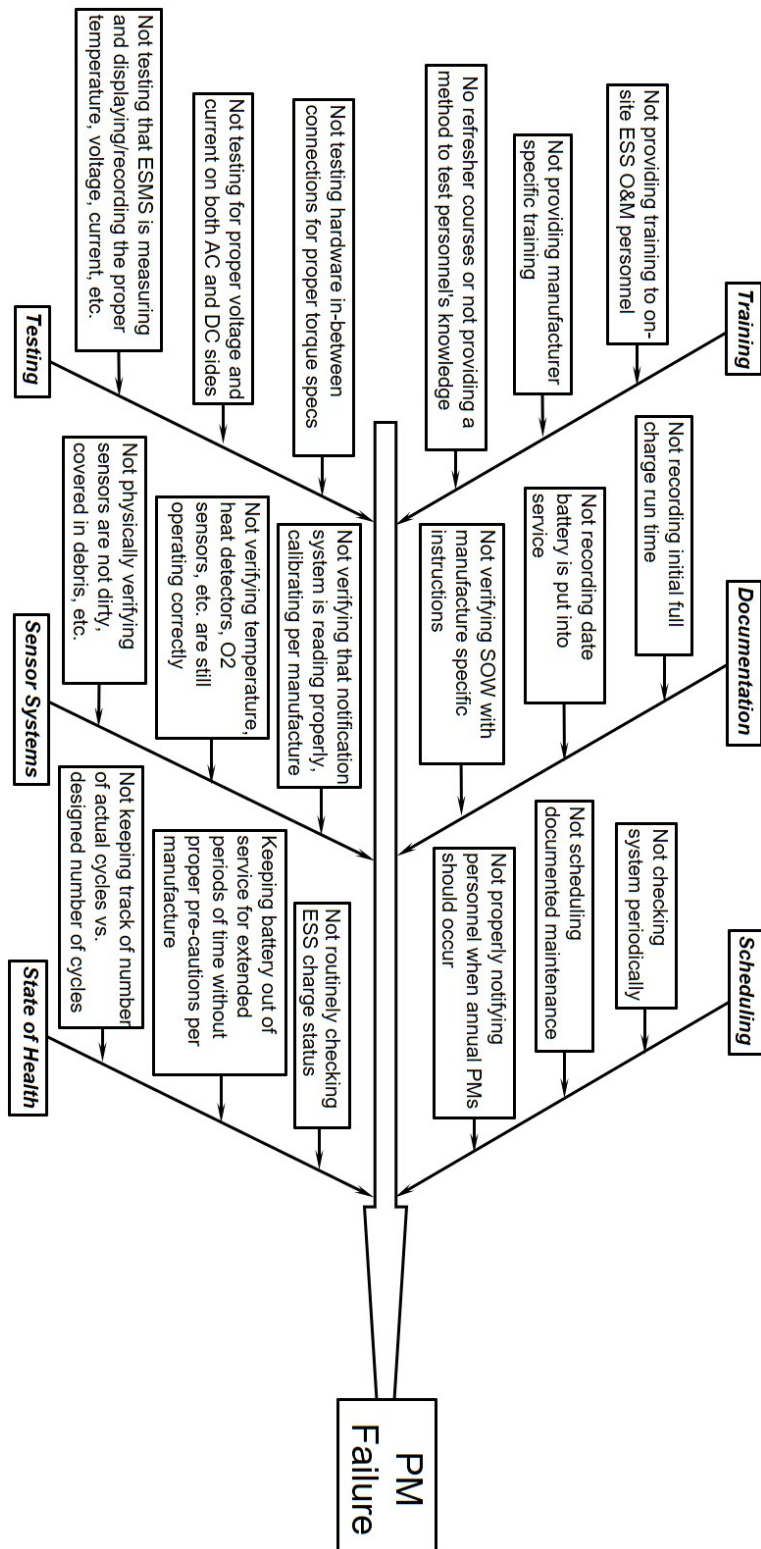 Training
Not providing training to on-
site ESS O&M personnel
Not providing manufacturer
specific training
No refresher courses or not providing a
method to test personnel's knowledge
Documentation
Not recording initial full
charge run time
Not recording date
battery is put into
service
Not verifying SOW with
manufacture specific
instructions
Scheduling
Not checking
system periodically
Not scheduling
documented maintenance
Not properly notifying
personnel when annual PMs
should occur
PM
Failure
Not testing hardware in-between
connections for proper torque specs
Not testing for proper voltage and
current on both AC and DC sides
Not testing that ESMS is measuring
and displaying/recording the proper
temperature, voltage, current, etc.
Testing
Not verifying that notification
system is reading properly,
calibrating per manufacture
Not verifying temperature,
heat detectors, O2
sensors, etc. are still
operating correctly
Not physically verifying
sensors are not dirty,
covered in debris, etc.
Sensor Systems
Not routinely checking
ESS charge status
Keeping battery out of
service for extended
periods of time without
proper pre-cautions per
manufacture
Not keeping track of number
of actual cycles vs.
designed number of cycles
State of Health